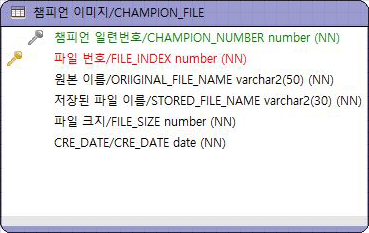 챔피언 이미지/CHAMPION_FILE
챔피언 일련번호/CHAMPION_NUMBER number (NN)
파일 번호/FILE_INDEX number (NN)
원본 이름/ORIIGINAL_FILE_NAME varchar2(50) (NN)
저장된 파일 이름/STORED_FILE_NAME varchar2(30) (NN)
파일 크지/FILE_SIZE number (NN)
CRE_DATE/CRE_DATE date (NN)